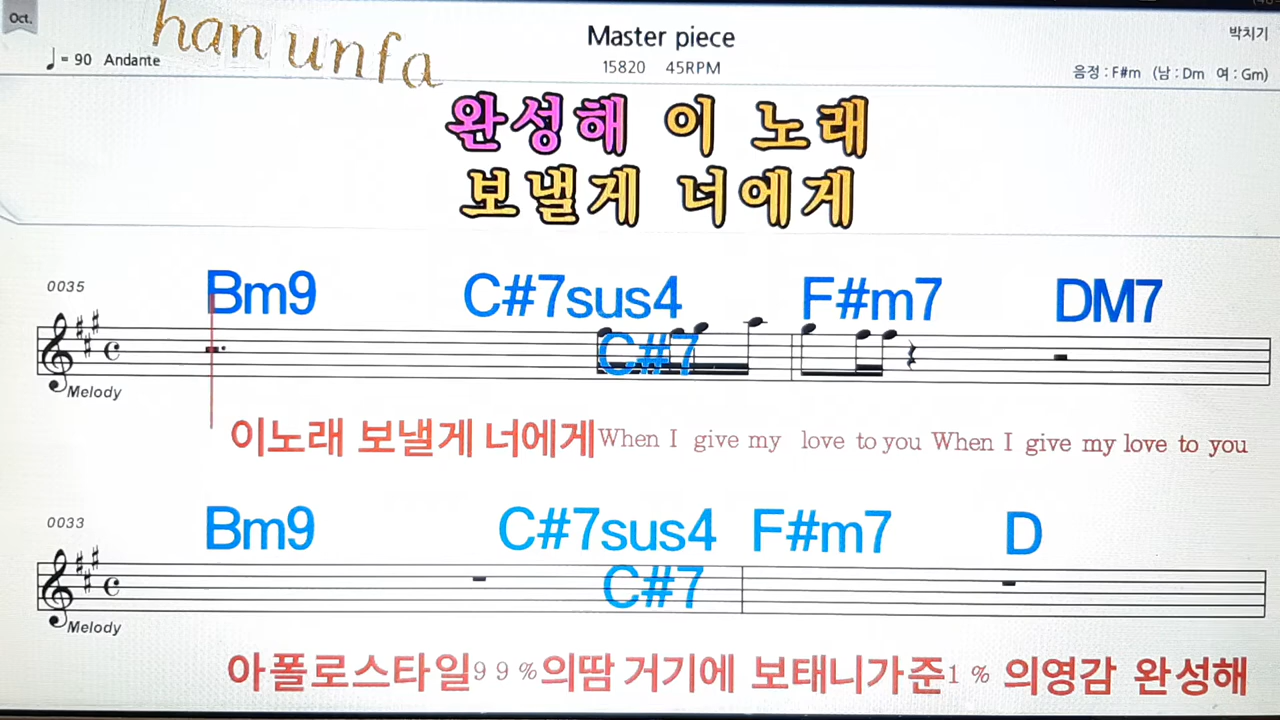 Oct.
han unfa
Master piece
박치기
♩= 90 Andante
15820 45RPM
음정 : F#m (남 : Dm 여 : Gm)
완성해 이 노래
보낼게 너에게
0035
Bm9 C#7sus4 F#m7 DM7
C#7
Melody
이노래 보낼게 너에게When I give my love to you When I give my love to you
0033
Bm9 C#7sus4 F#m7 D
C#7
Melody
아폴로스타일99%의땀 거기에 보태니가준1% 의영감 완성해